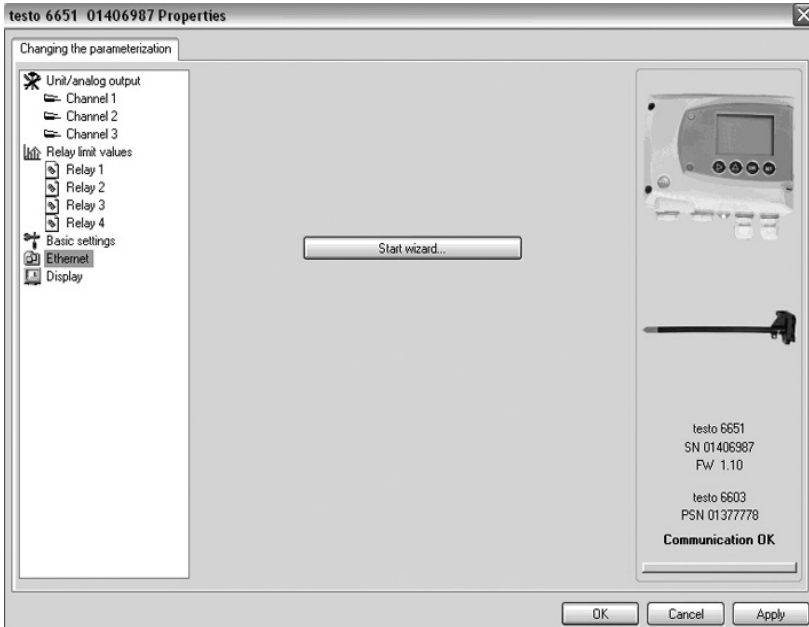 testo 6651 01406987 Properties
Changing the parameterization
Unit/analog output
Channel 1
Channel 2
Channel 3
Relay limit values
Relay 1
Relay 2
Relay 3
Relay 4
Basic settings
Ethernet
Display
Start wizard...
testo 6651
SN 01406987
FW 1.10
testo 6603
PSN 01377778
Communication OK
OK
Cancel
Apply